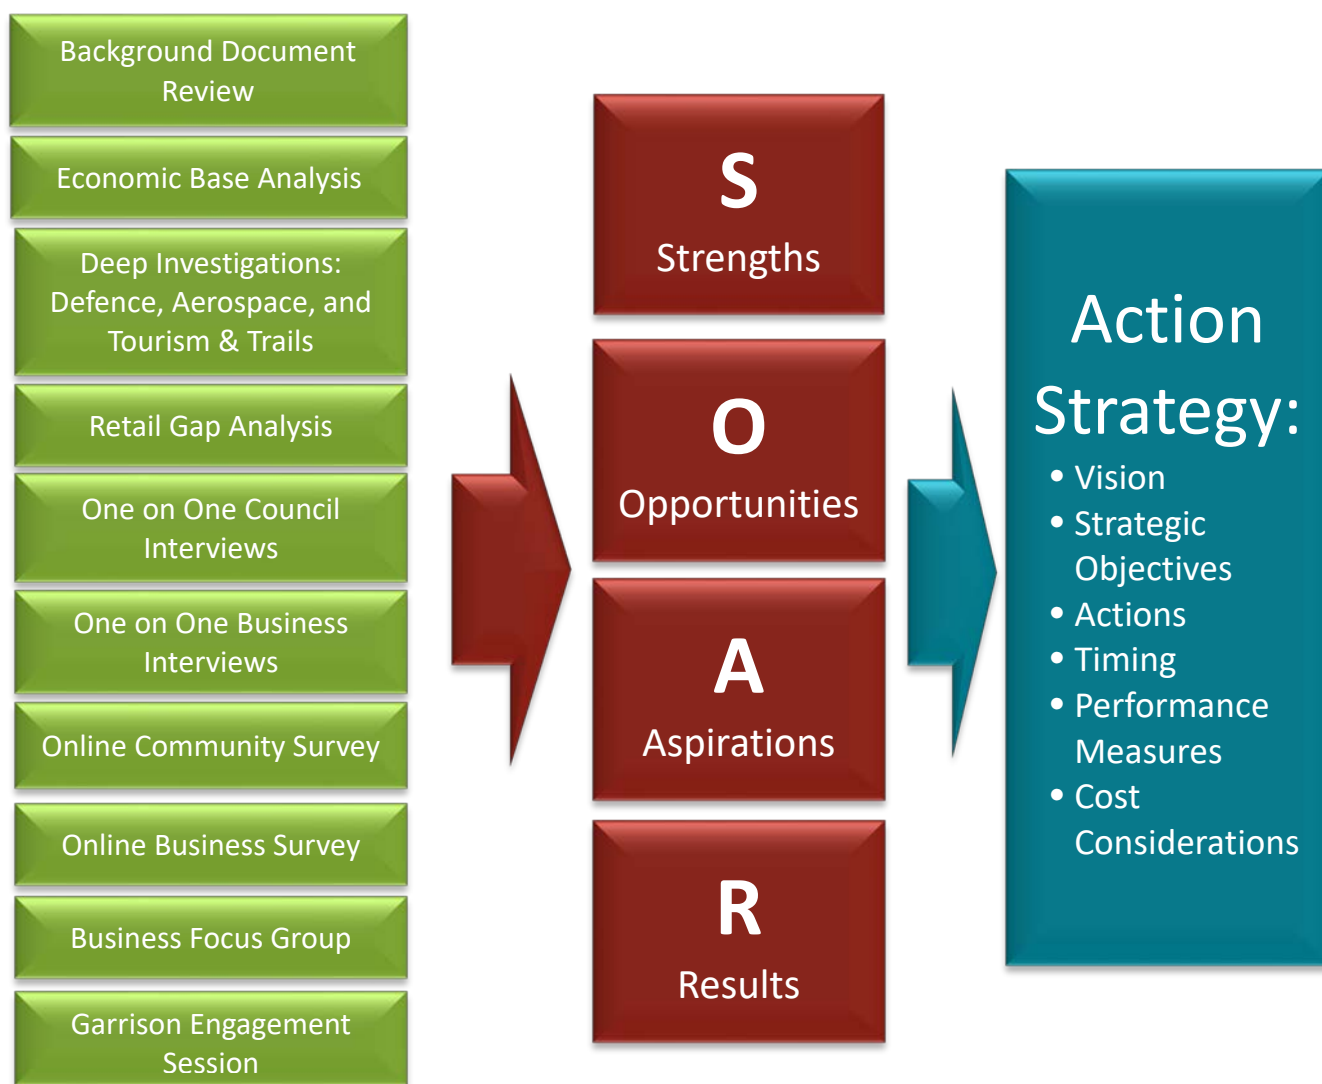 Background Document
Review
Economic Base Analysis
Deep Investigations:
Defence, Aerospace, and
Tourism & Trails
Retail Gap Analysis
One on One Council
Interviews
One on One Business
Interviews
Online Community Survey
Online Business Survey
Business Focus Group
Garrison Engagement
Session
S
Strengths
O
Opportunities
A
Aspirations
R
Results
Action
Strategy:
• Vision
• Strategic
Objectives
• Actions
• Timing
• Performance
Measures
• Cost
Considerations